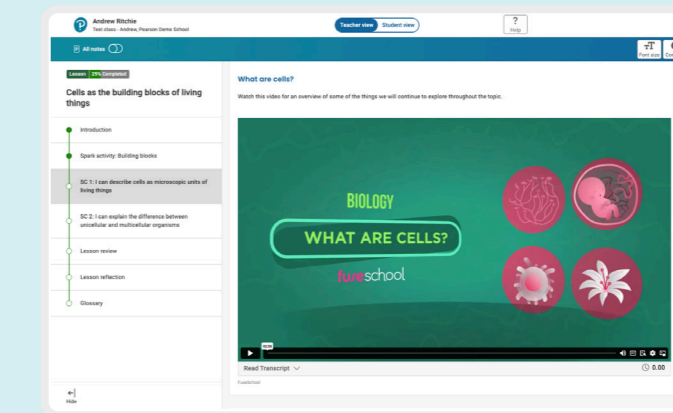 Andrew Ritchie
Test class - Andrew, Pearson Demo School
Teacher view
Student view
?
Help
All notes
Font size
Lesson 29% Completed
Cells as the building blocks of living
things
Introduction
Spark activity: Building blocks
SC 1: I can describe cells as microscopic units of
living things
SC 2: I can explain the difference between
unicellular and multicellular organisms
Lesson review
Lesson reflection
Glossary
Hide
What are cells?
Watch this video for an overview of some of the things we will continue to explore throughout the topic.
BIOLOGY
WHAT ARE CELLS?
fuseschool
00:00
Read Transcript
0.00
FuseSchool